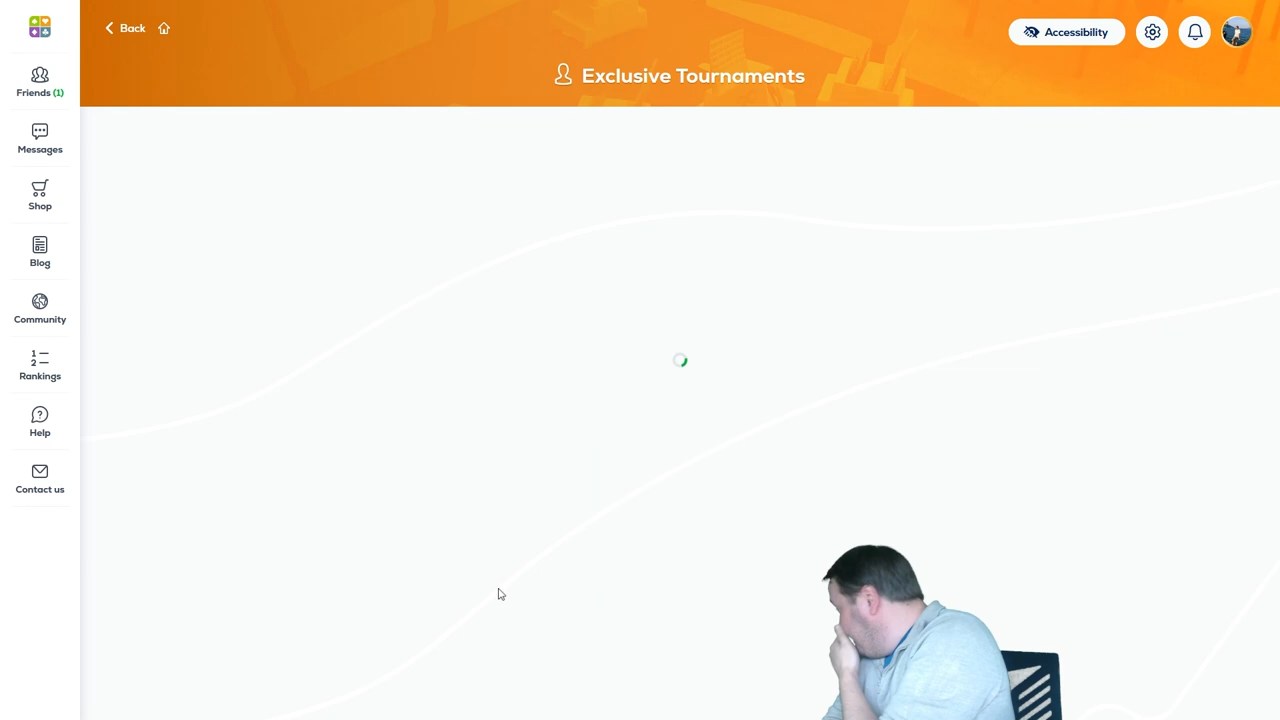 Back
Accessibility
Exclusive Tournaments
Friends (1)
Messages
Shop
Blog
Community
1
2
Rankings
Help
Contact us